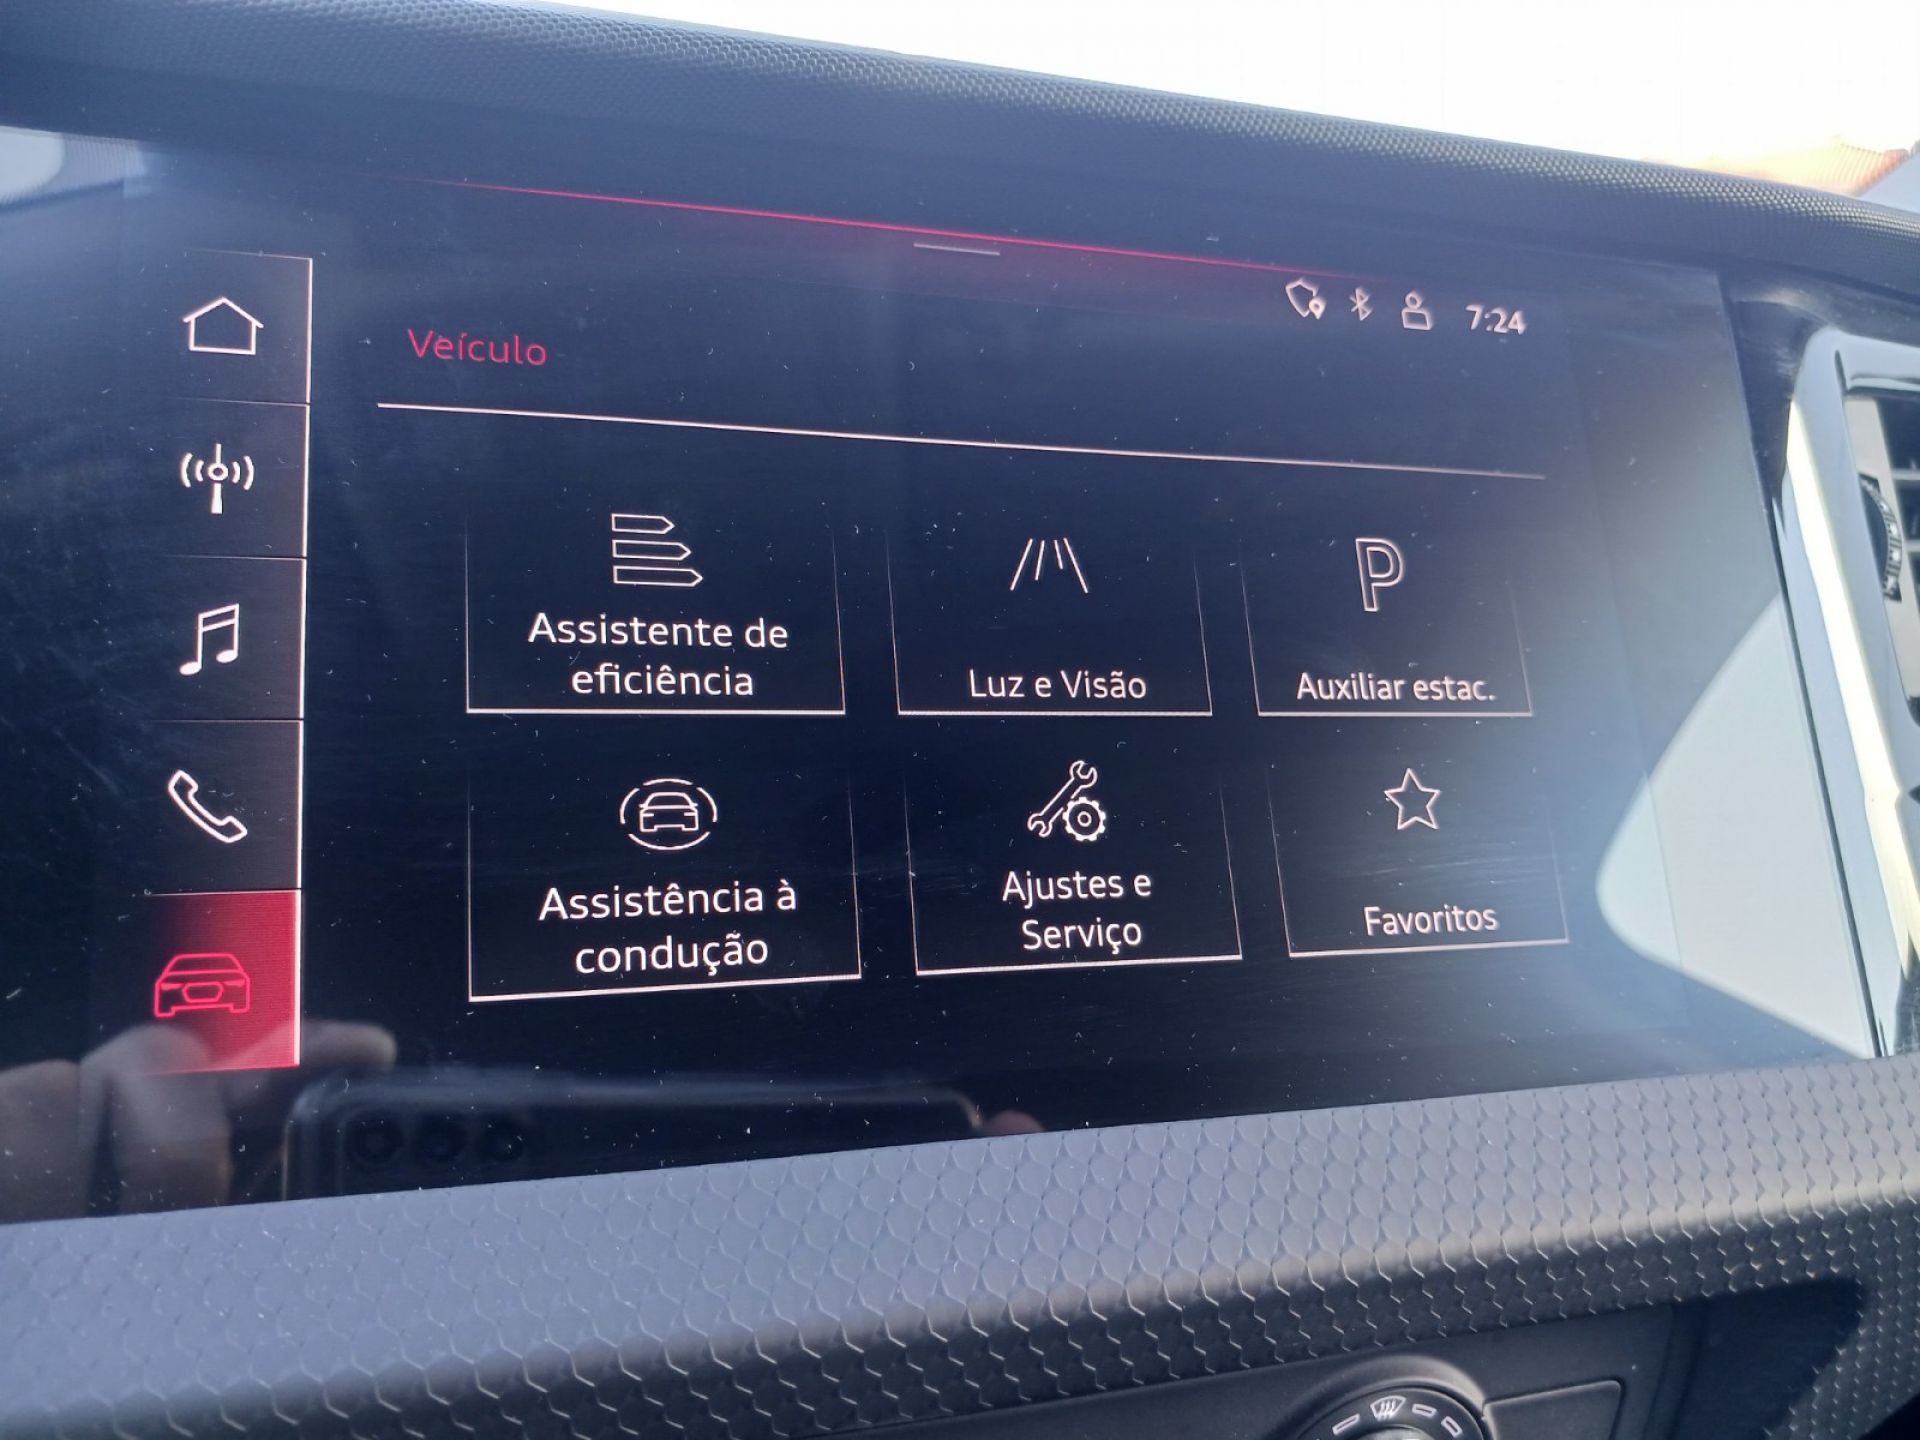 7:24
Veículo
Assistente de
eficiência
Luz e Visão
P
Auxiliar estac.
Assistência à
condução
Ajustes e
Serviço
Favoritos